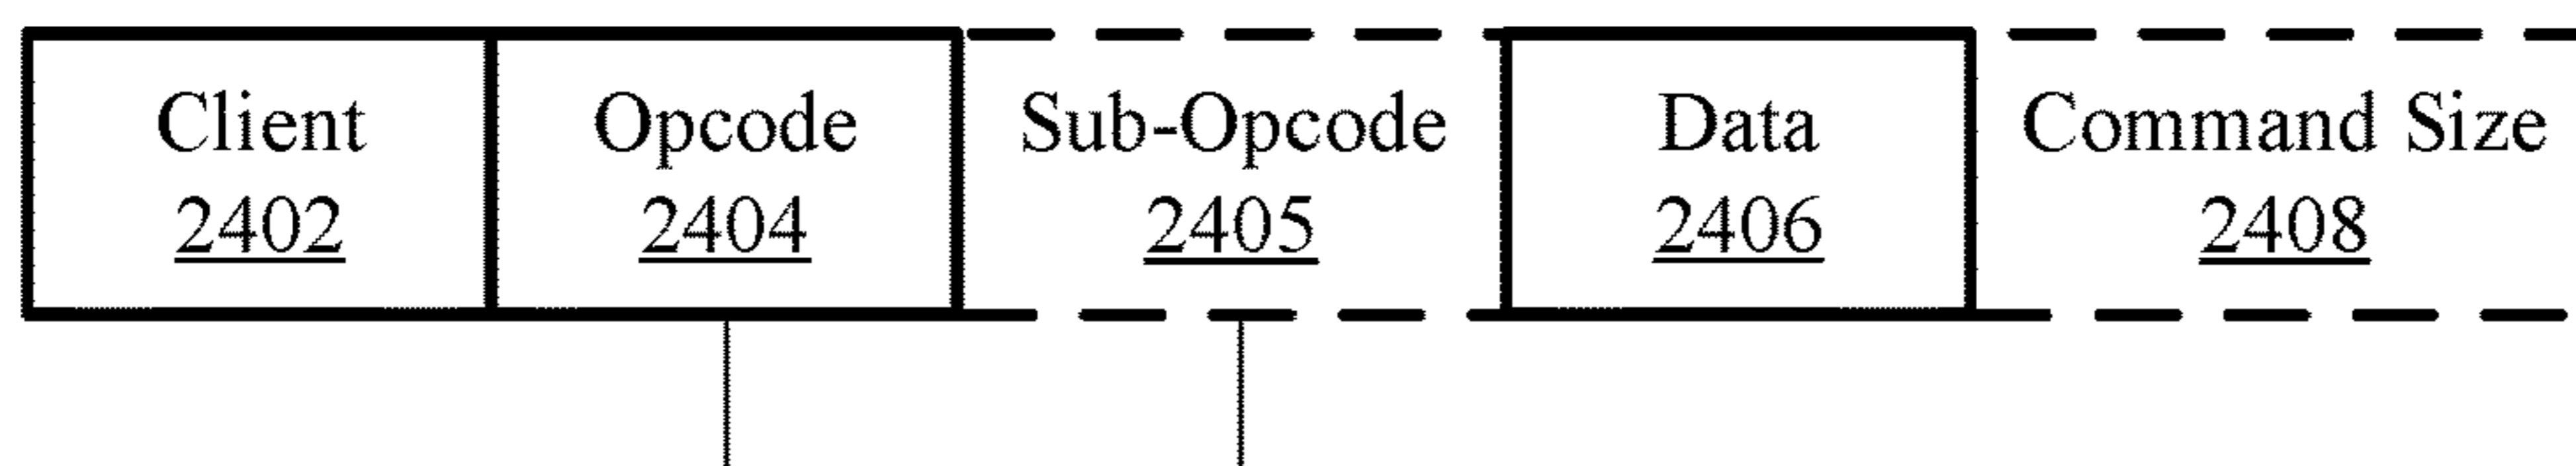 Client
2402
Opcode
2404
Sub-Opcode
2405
Data
2406
Command Size
2408